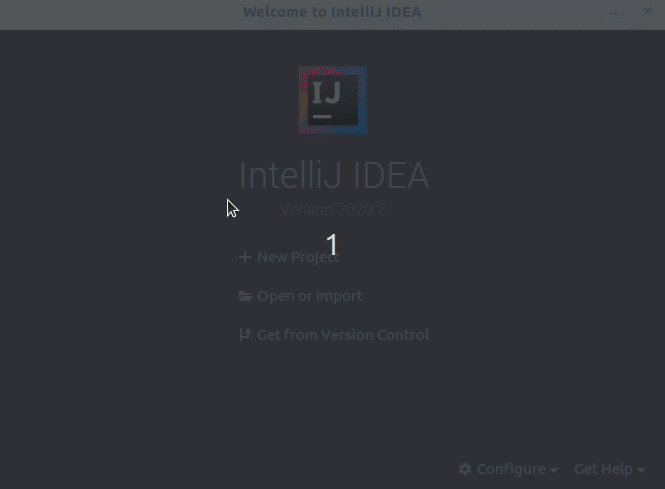 Welcome to IntelliJ IDEA
IJ
IntelliJ IDEA
Version 2020.2
1
New Project
Open or Import
Get from Version Control
Configure
Get Help